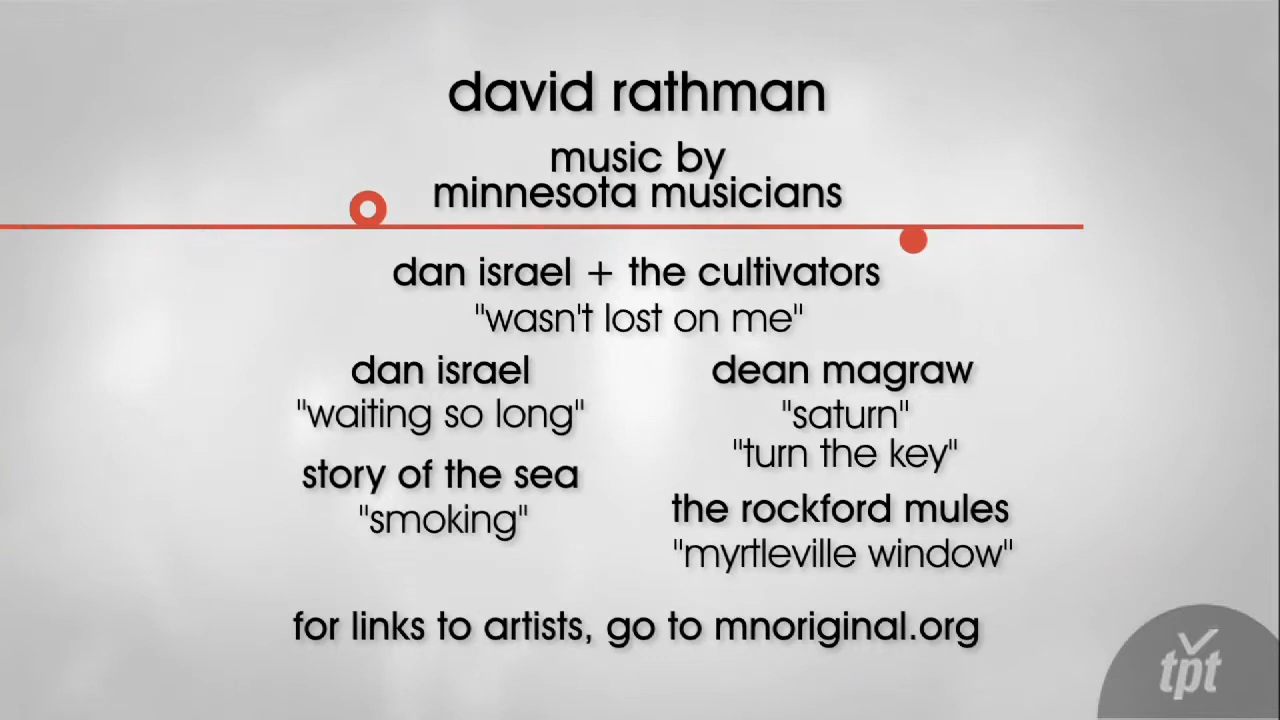 david rathman
music by
minnesota musicians
dan israel + the cultivators
"wasn't lost on me"
dan israel
"waiting so long"
story of the sea
"smoking"
dean magraw
"saturn"
"turn the key"
the rockford mules
"myrtleville window"
for links to artists, go to mnoriginal.org
tpt